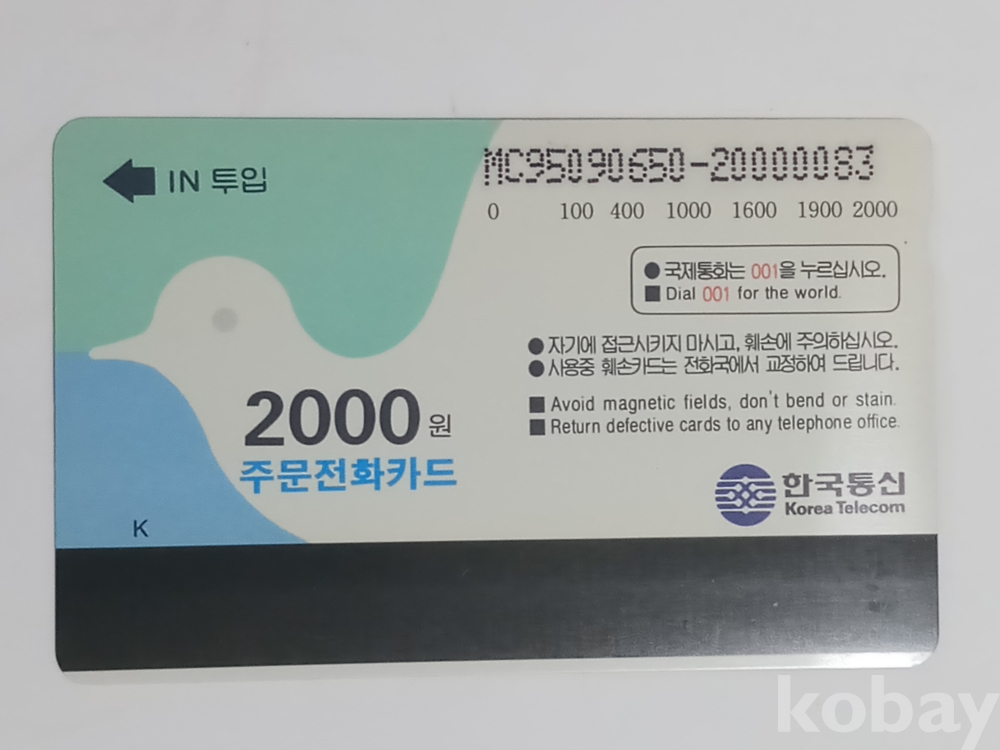 IN 투입
MC95090650-20000083
0 100 400 1000 1600 1900 2000
● 국제통화는 001을 누르십시오.
■ Dial 001 for the world.
● 자기에 접근시키지 마시고, 훼손에 주의하십시오.
● 사용중 훼손카드는 전화국에서 교정하여 드립니다.
■ Avoid magnetic fields, don't bend or stain.
■ Return defective cards to any telephone office.
2000원
주문전화카드
한국통신
Korea Telecom
K
kobay